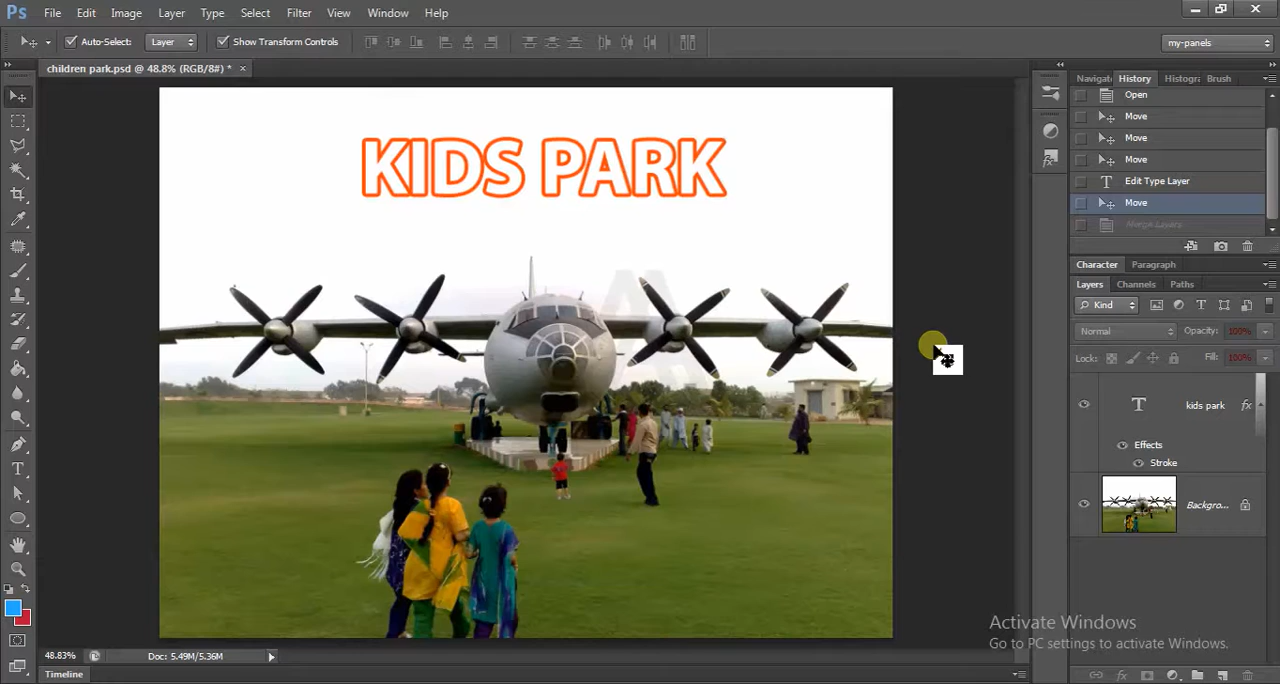 Ps File Edit Image Layer Type Select Filter View Window Help
Auto-Select: Layer Show Transform Controls my-panels
children park.psd @ 48.8% (RGB/8#) * ×
Navigat History Histogra Brush
Open
Move
Move
Move
Edit Type Layer
Move
Merge Layers
Character Paragraph
Layers Channels Paths
Kind T
Normal Opacity: 100%
Lock: Fill: 100%
T kids park fx
Effects
Stroke
Backgro...
KIDS PARK
Activate Windows
Go to PC settings to activate Windows.
48.83% Doc: 5.49M/5.36M
Timeline